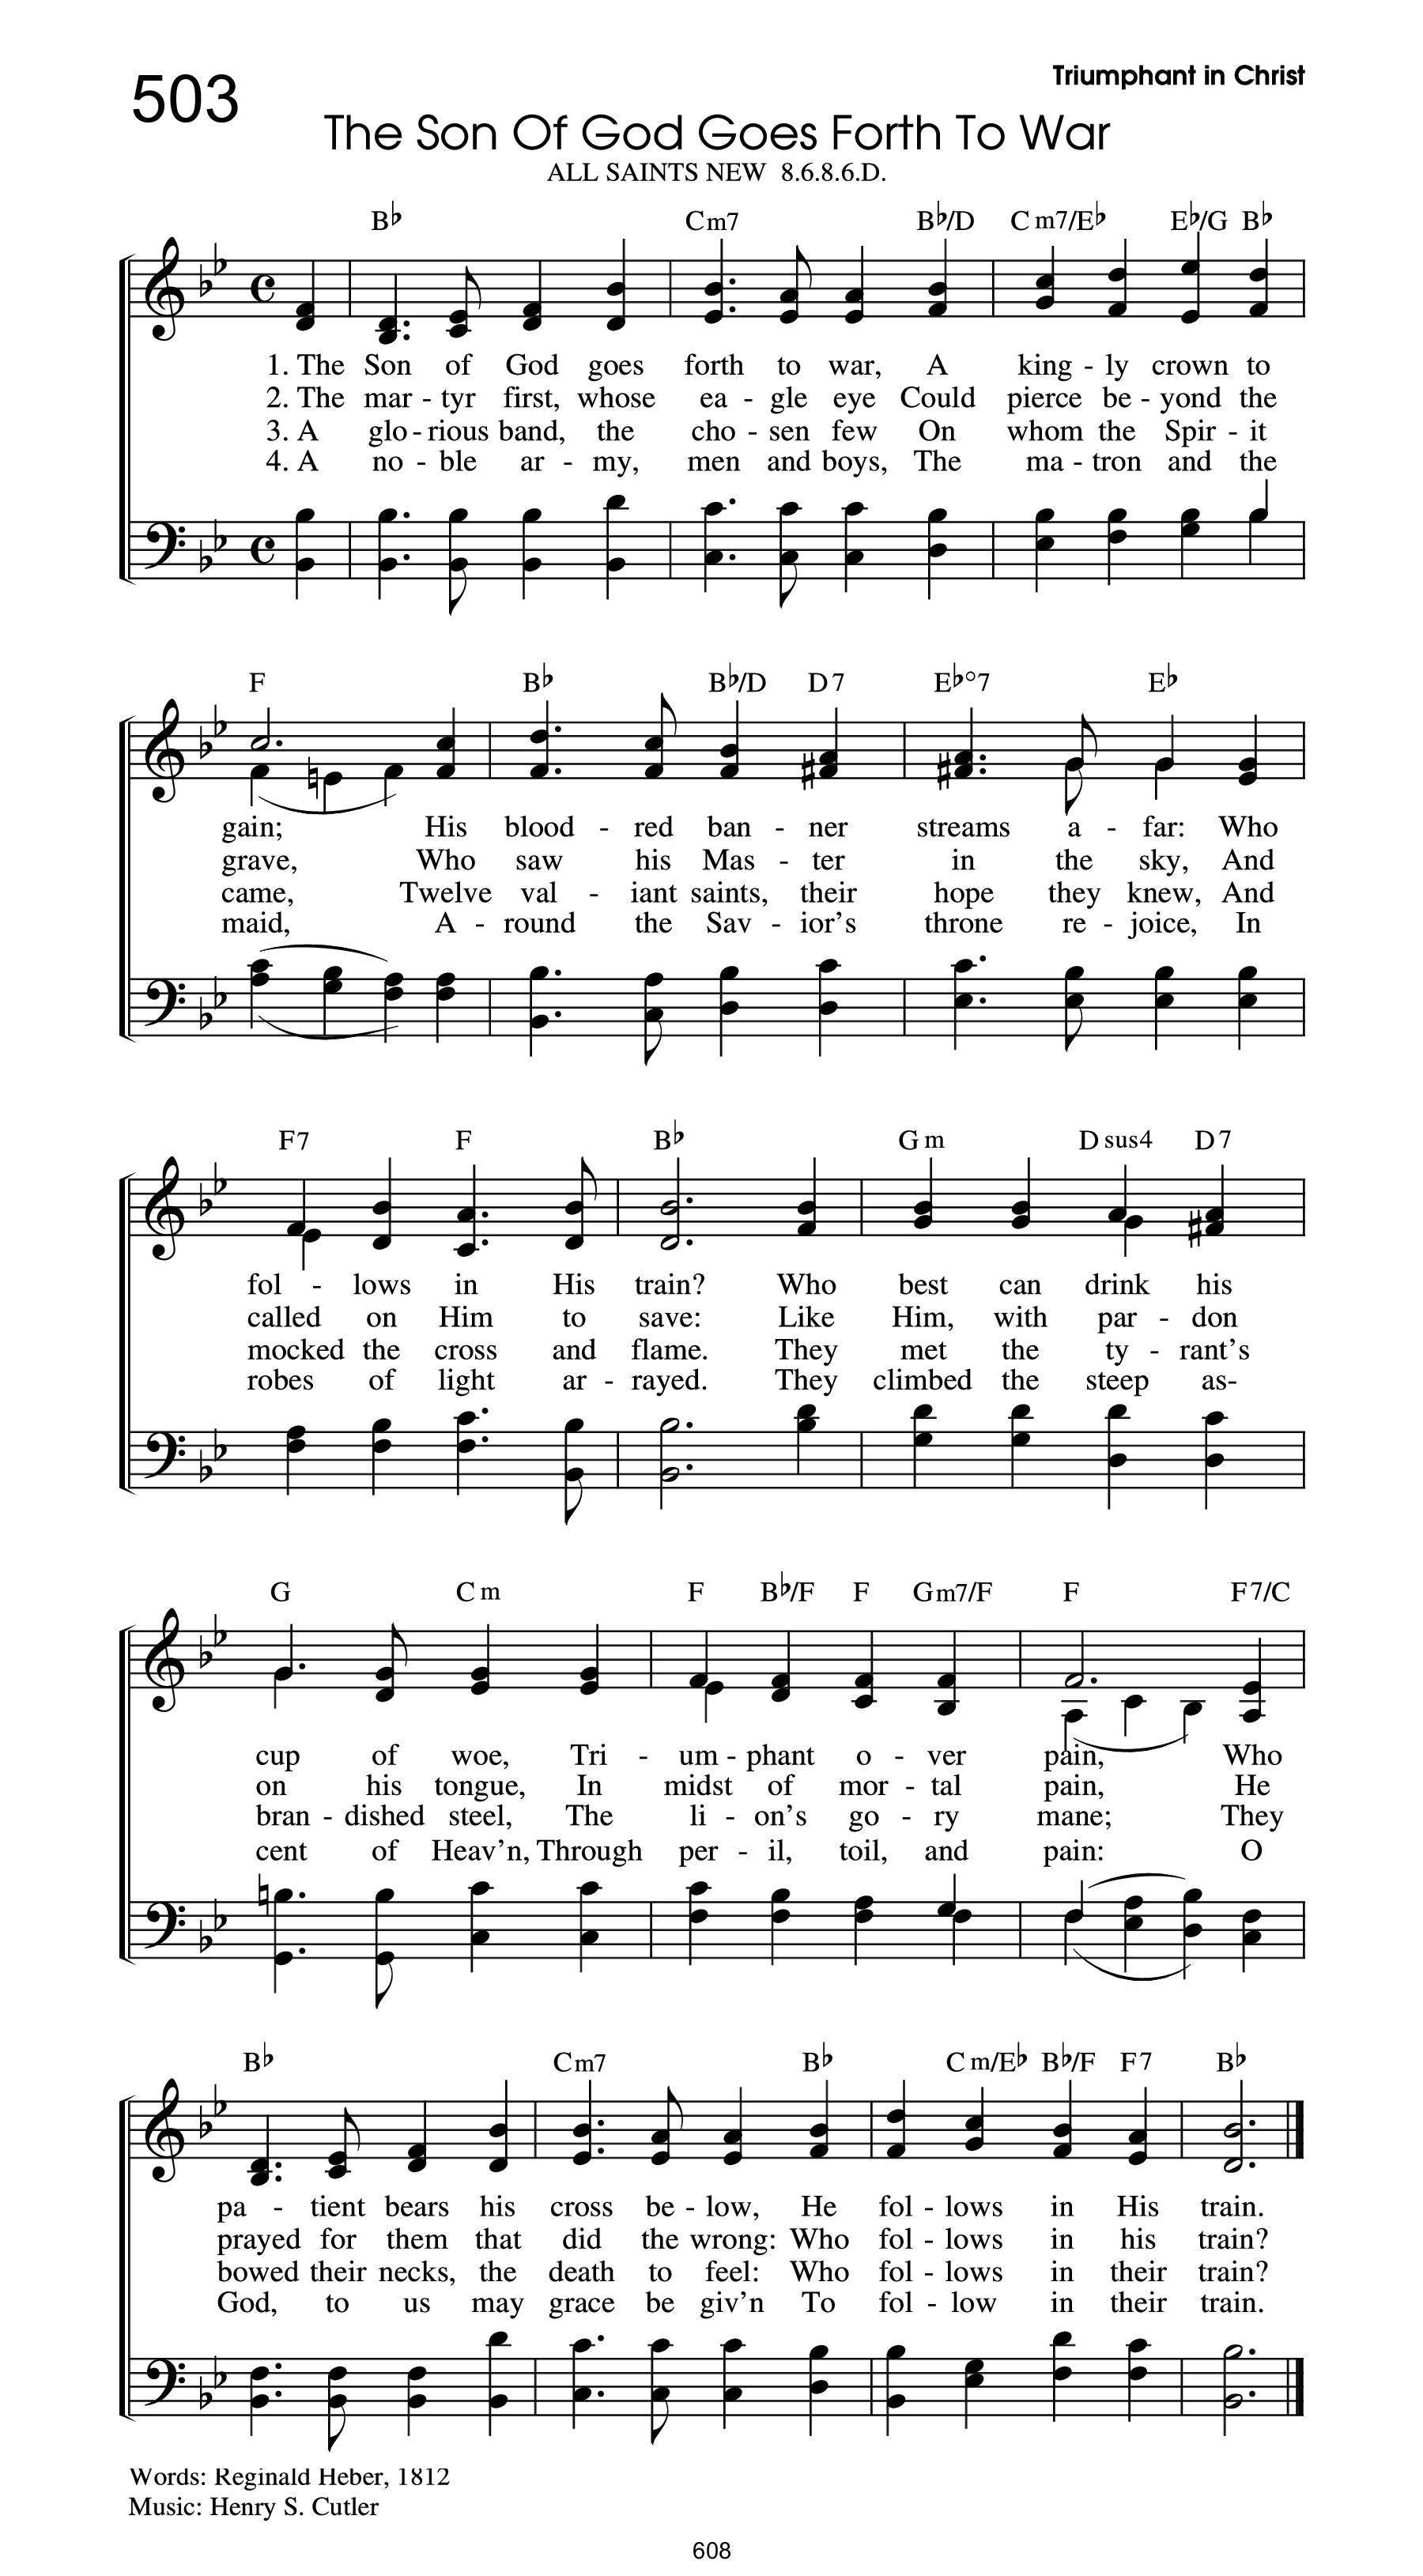 503
Triumphant in Christ
The Son Of God Goes Forth To War
ALL SAINTS NEW 8.6.8.6.D.
B♭ Cm7 B♭/D C m7/E♭ E♭/G B♭
1. The Son of God goes forth to war, A king - ly crown to
2. The mar - tyr first, whose ea - gle eye Could pierce be - yond the
3. A glo - rious band, the cho - sen few On whom the Spir - it
4. A no - ble ar - my, men and boys, The ma - tron and the
F B♭ B♭/D D 7 E♭°7 E♭
gain; His blood - red ban - ner streams a - far: Who
grave, Who saw his Mas - ter in the sky, And
came, Twelve val - iant saints, their hope they knew, And
maid, A - round the Sav - ior's throne re - joice, In
F7 F B♭ G m D sus4 D 7
fol - lows in His train? Who best can drink his
called on Him to save: Like Him, with par - don
mocked the cross and flame. They met the ty - rant's
robes of light ar - rayed. They climbed the steep as-
G C m F B♭/F F Gm7/F F F7/C
cup of woe, Tri - um - phant o - ver pain, Who
on his tongue, In midst of mor - tal pain, He
bran - dished steel, The li - on's go - ry mane; They
cent of Heav'n, Through per - il, toil, and pain: O
B♭ Cm7 B♭ C m/E♭ B♭/F F7 B♭
pa - tient bears his cross be - low, He fol - lows in His train.
prayed for them that did the wrong: Who fol - lows in his train?
bowed their necks, the death to feel: Who fol - lows in their train?
God, to us may grace be giv'n To fol - low in their train.
Words: Reginald Heber, 1812
Music: Henry S. Cutler
608